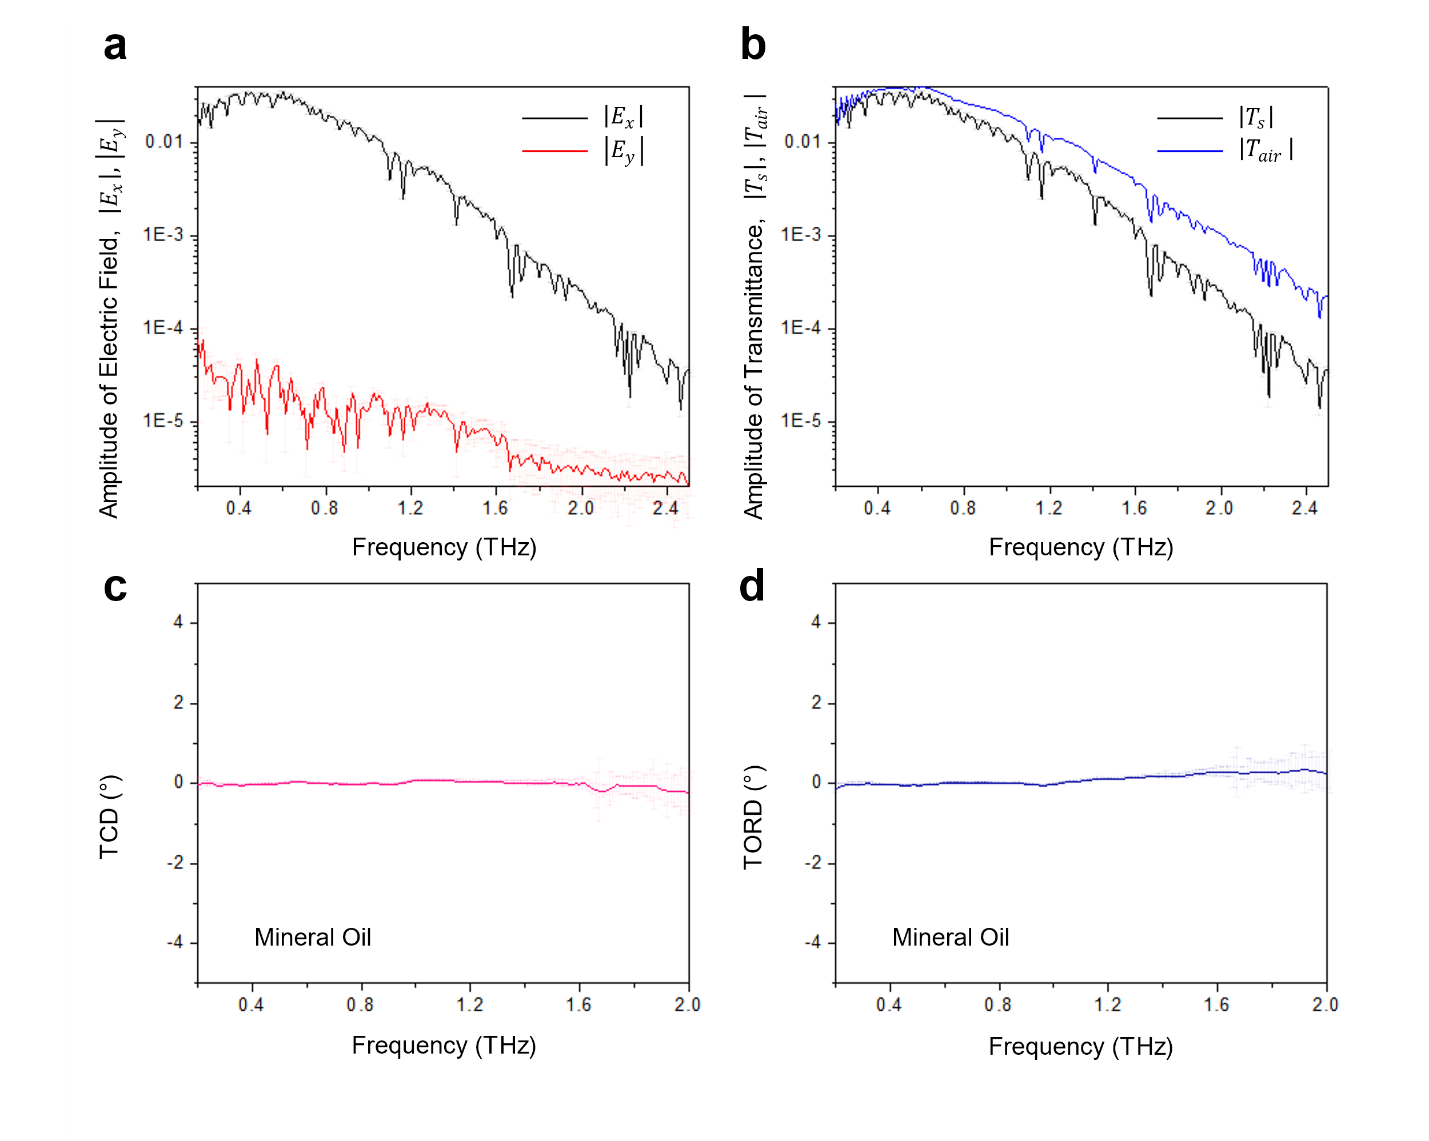 a
Amplitude of Electric Field, |Eₓ|, |Eᵧ|
0.01
1E-3
1E-4
1E-5
|Eₓ|
|Eᵧ|
0.4 0.8 1.2 1.6 2.0 2.4
Frequency (THz)
b
Amplitude of Transmittance, |Tₛ|, |Tₐᵢᵣ|
0.01
1E-3
1E-4
1E-5
|Tₛ|
|Tₐᵢᵣ|
0.4 0.8 1.2 1.6 2.0 2.4
Frequency (THz)
c
TCD (°)
4
2
0
-2
-4
Mineral Oil
0.4 0.8 1.2 1.6 2.0
Frequency (THz)
d
TORD (°)
4
2
0
-2
-4
Mineral Oil
0.4 0.8 1.2 1.6 2.0
Frequency (THz)